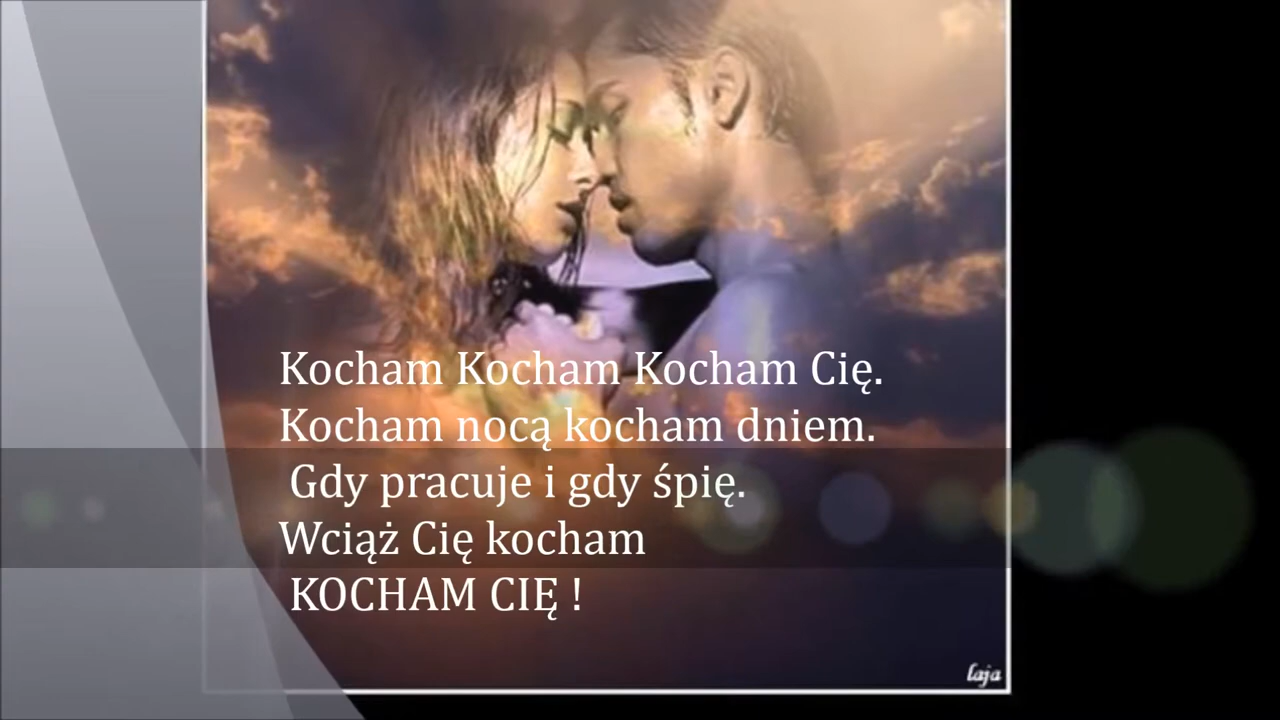 Kocham Kocham Kocham Cię.
Kocham nocą kocham dniem.
Gdy pracuje i gdy śpię.
Wciąż Cię kocham
KOCHAM CIĘ !
laja